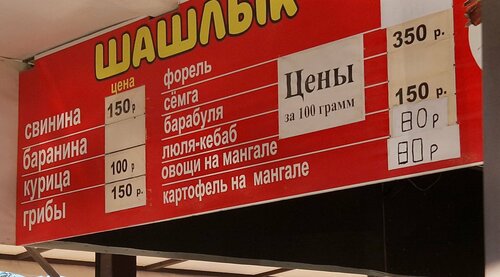 ШАШЛЫК
цена
свинина 150 р
баранина
курица 100 р
грибы 150 р.
форель 350 р.
сёмга
барабуля
люля-кебаб 150 р.
овощи на мангале 80 р
картофель на мангале 80 р
Цены
за 100 грамм